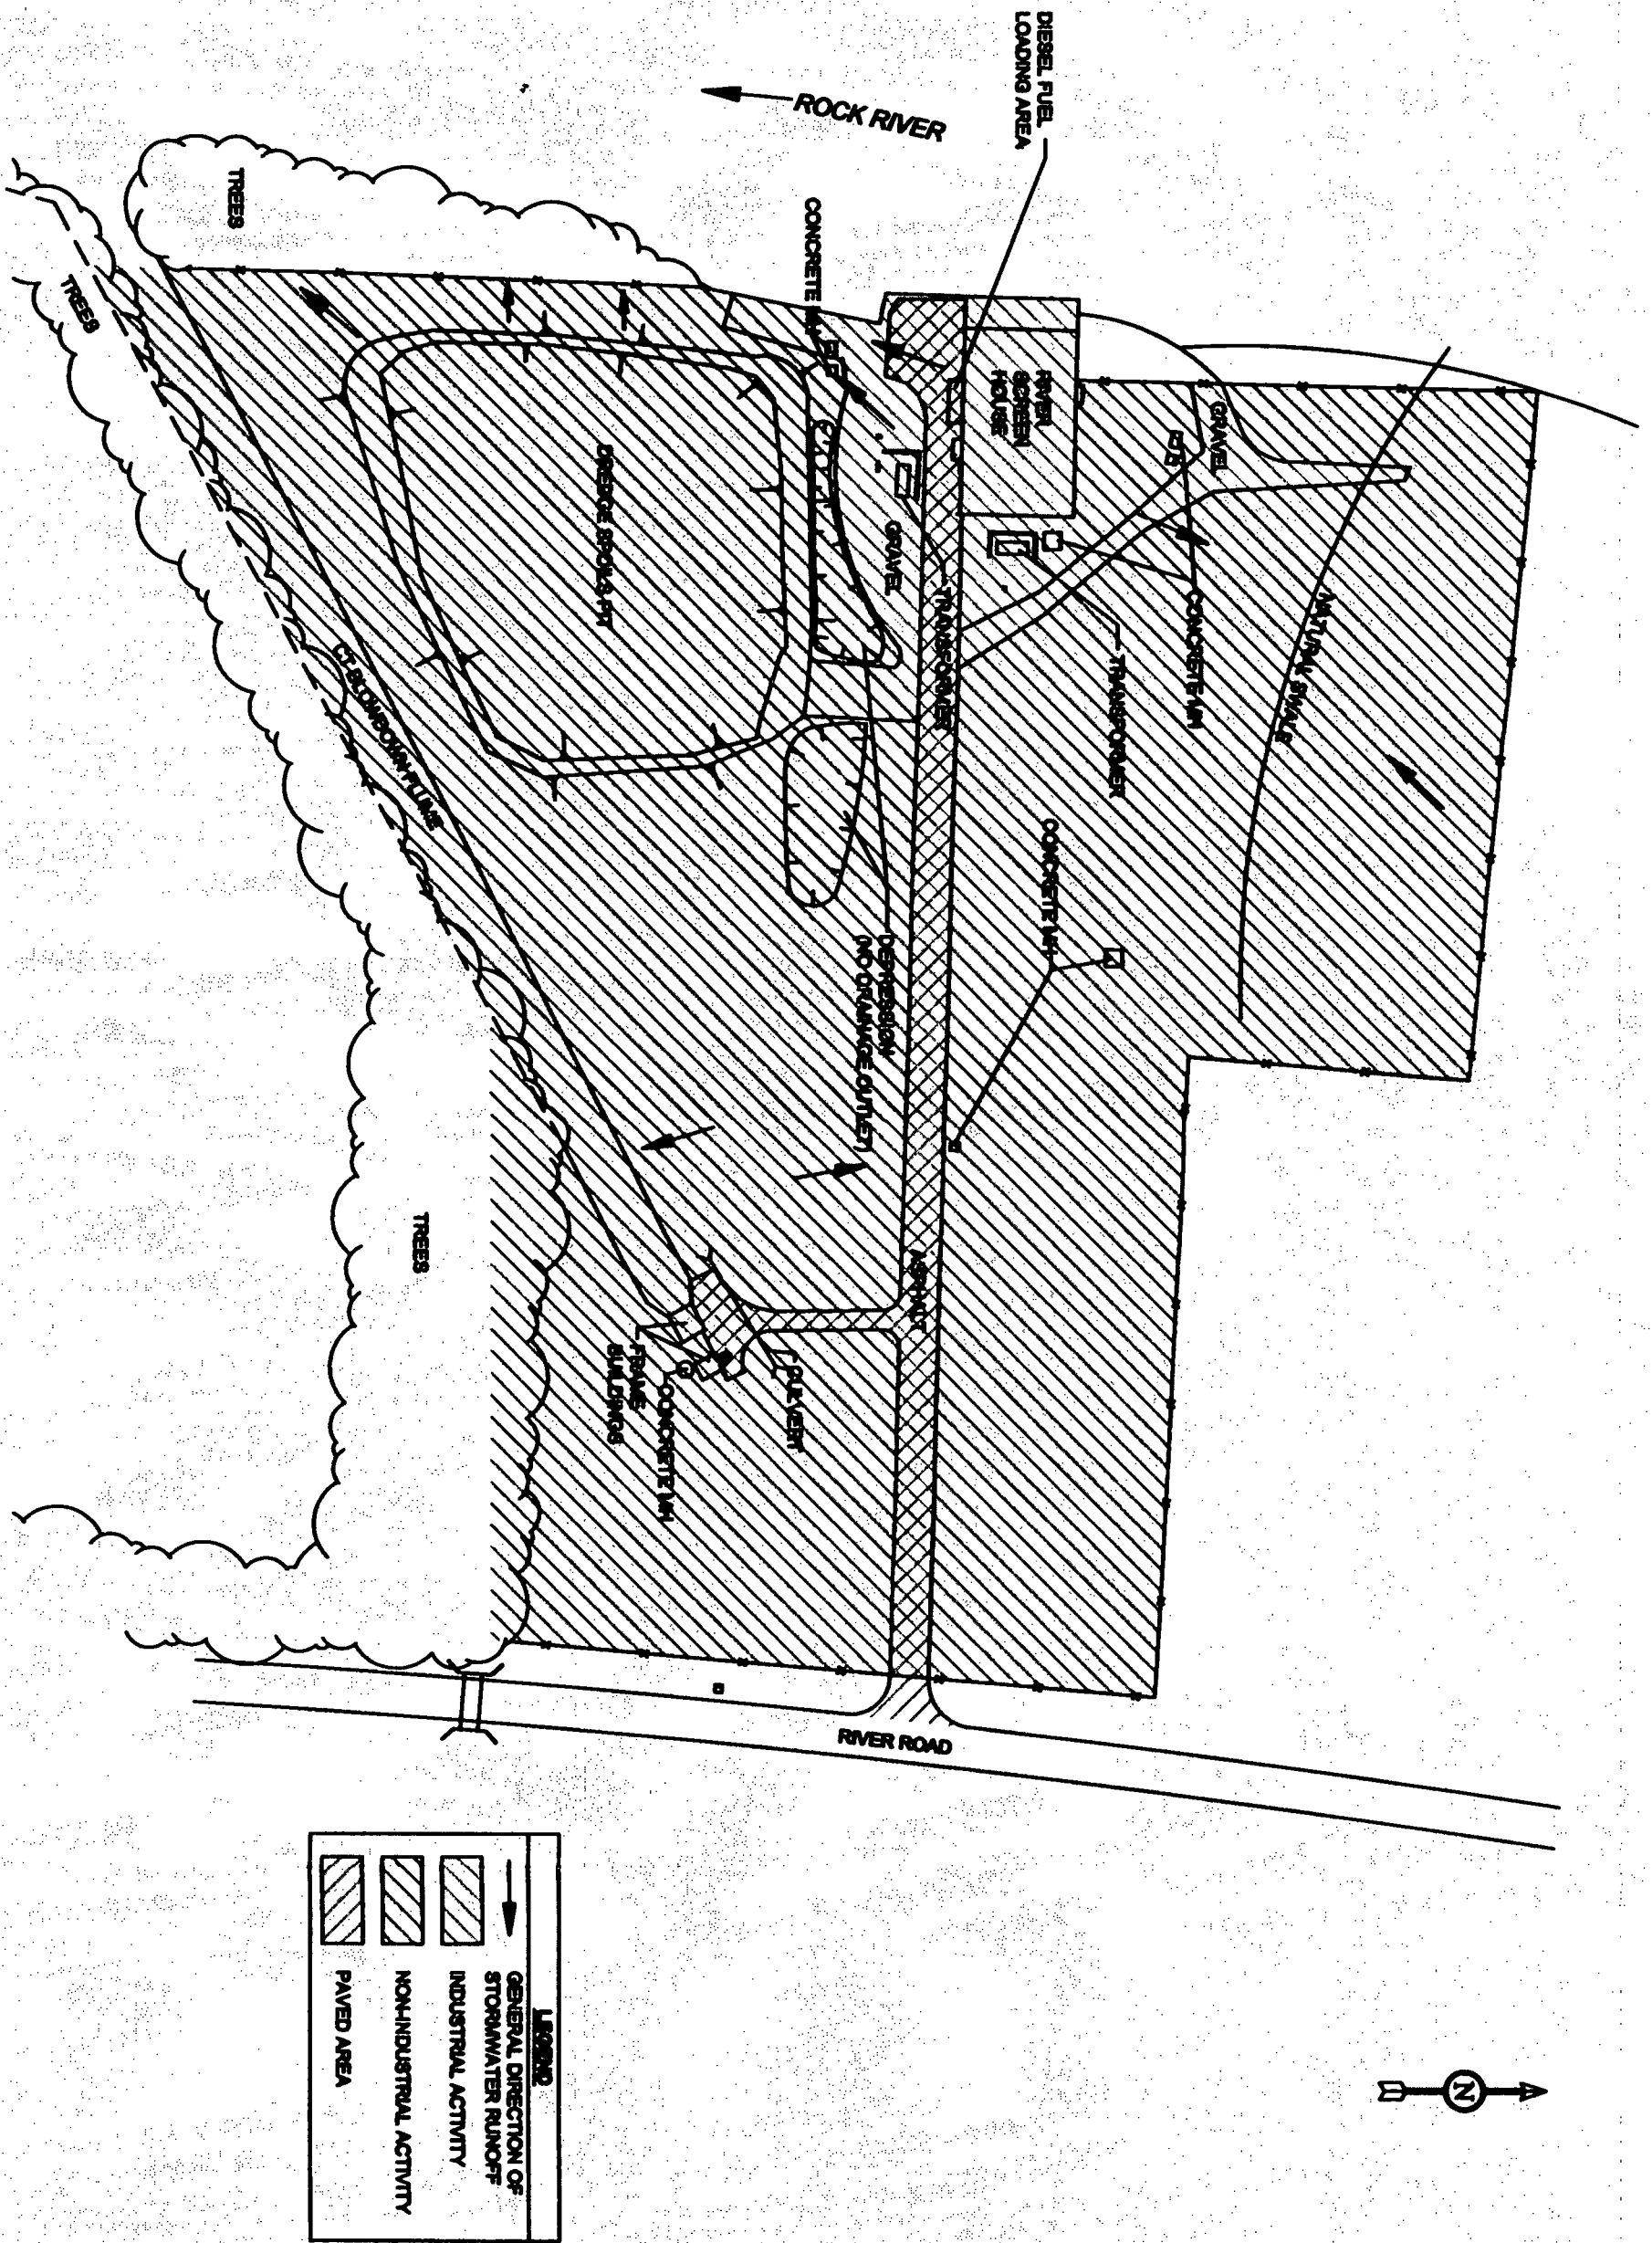 DIESEL FUEL
LOADING AREA
ROCK RIVER
TREES
TREES
CONCRETE MH
RIVER
SCREEN
HOUSE
GRAVEL
DREDGE SPOILS PIT
GRAVEL
TRANSFORMER
CONCRETE MH
TRANSFORMER
NATURAL SWALE
CT BLOWDOWN FLUME
CONCRETE MH
DEPRESSION
(NO DRAINAGE OUTLET)
TREES
ASPHALT
CULVERT
FRAME
BUILDINGS
CONCRETE MH
RIVER ROAD
LEGEND
GENERAL DIRECTION OF
STORMWATER RUNOFF
INDUSTRIAL ACTIVITY
NON-INDUSTRIAL ACTIVITY
PAVED AREA
N